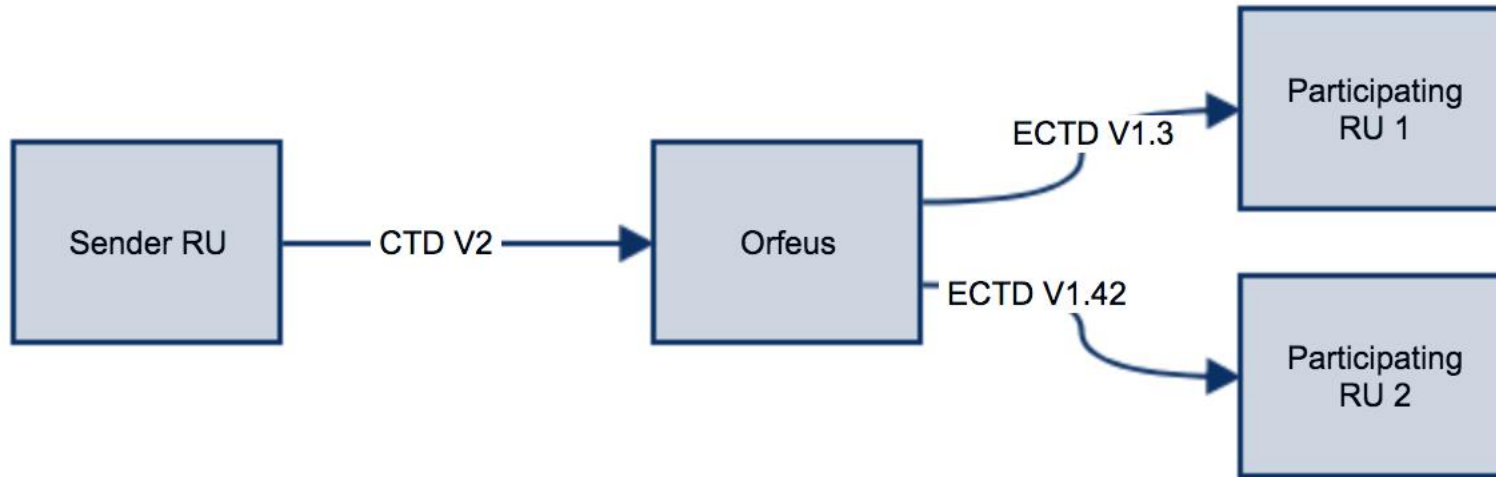 Sender RU
CTD V2
Orfeus
ECTD V1.3
ECTD V1.42
Participating
RU 1
Participating
RU 2